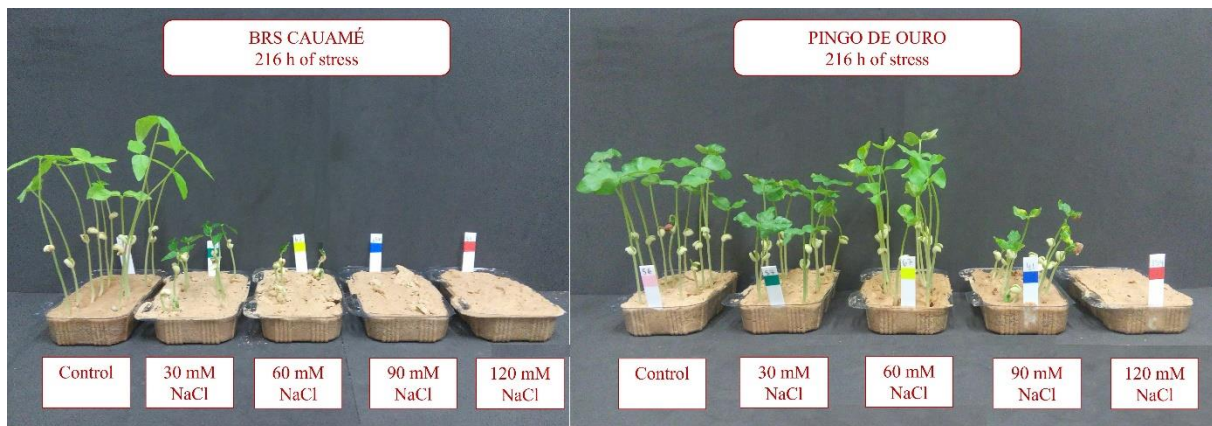 BRS CAUAMÉ
216 h of stress
Control
30 mM
NaCl
60 mM
NaCl
90 mM
NaCl
120 mM
NaCl
PINGO DE OURO
216 h of stress
Control
30 mM
NaCl
60 mM
NaCl
90 mM
NaCl
120 mM
NaCl